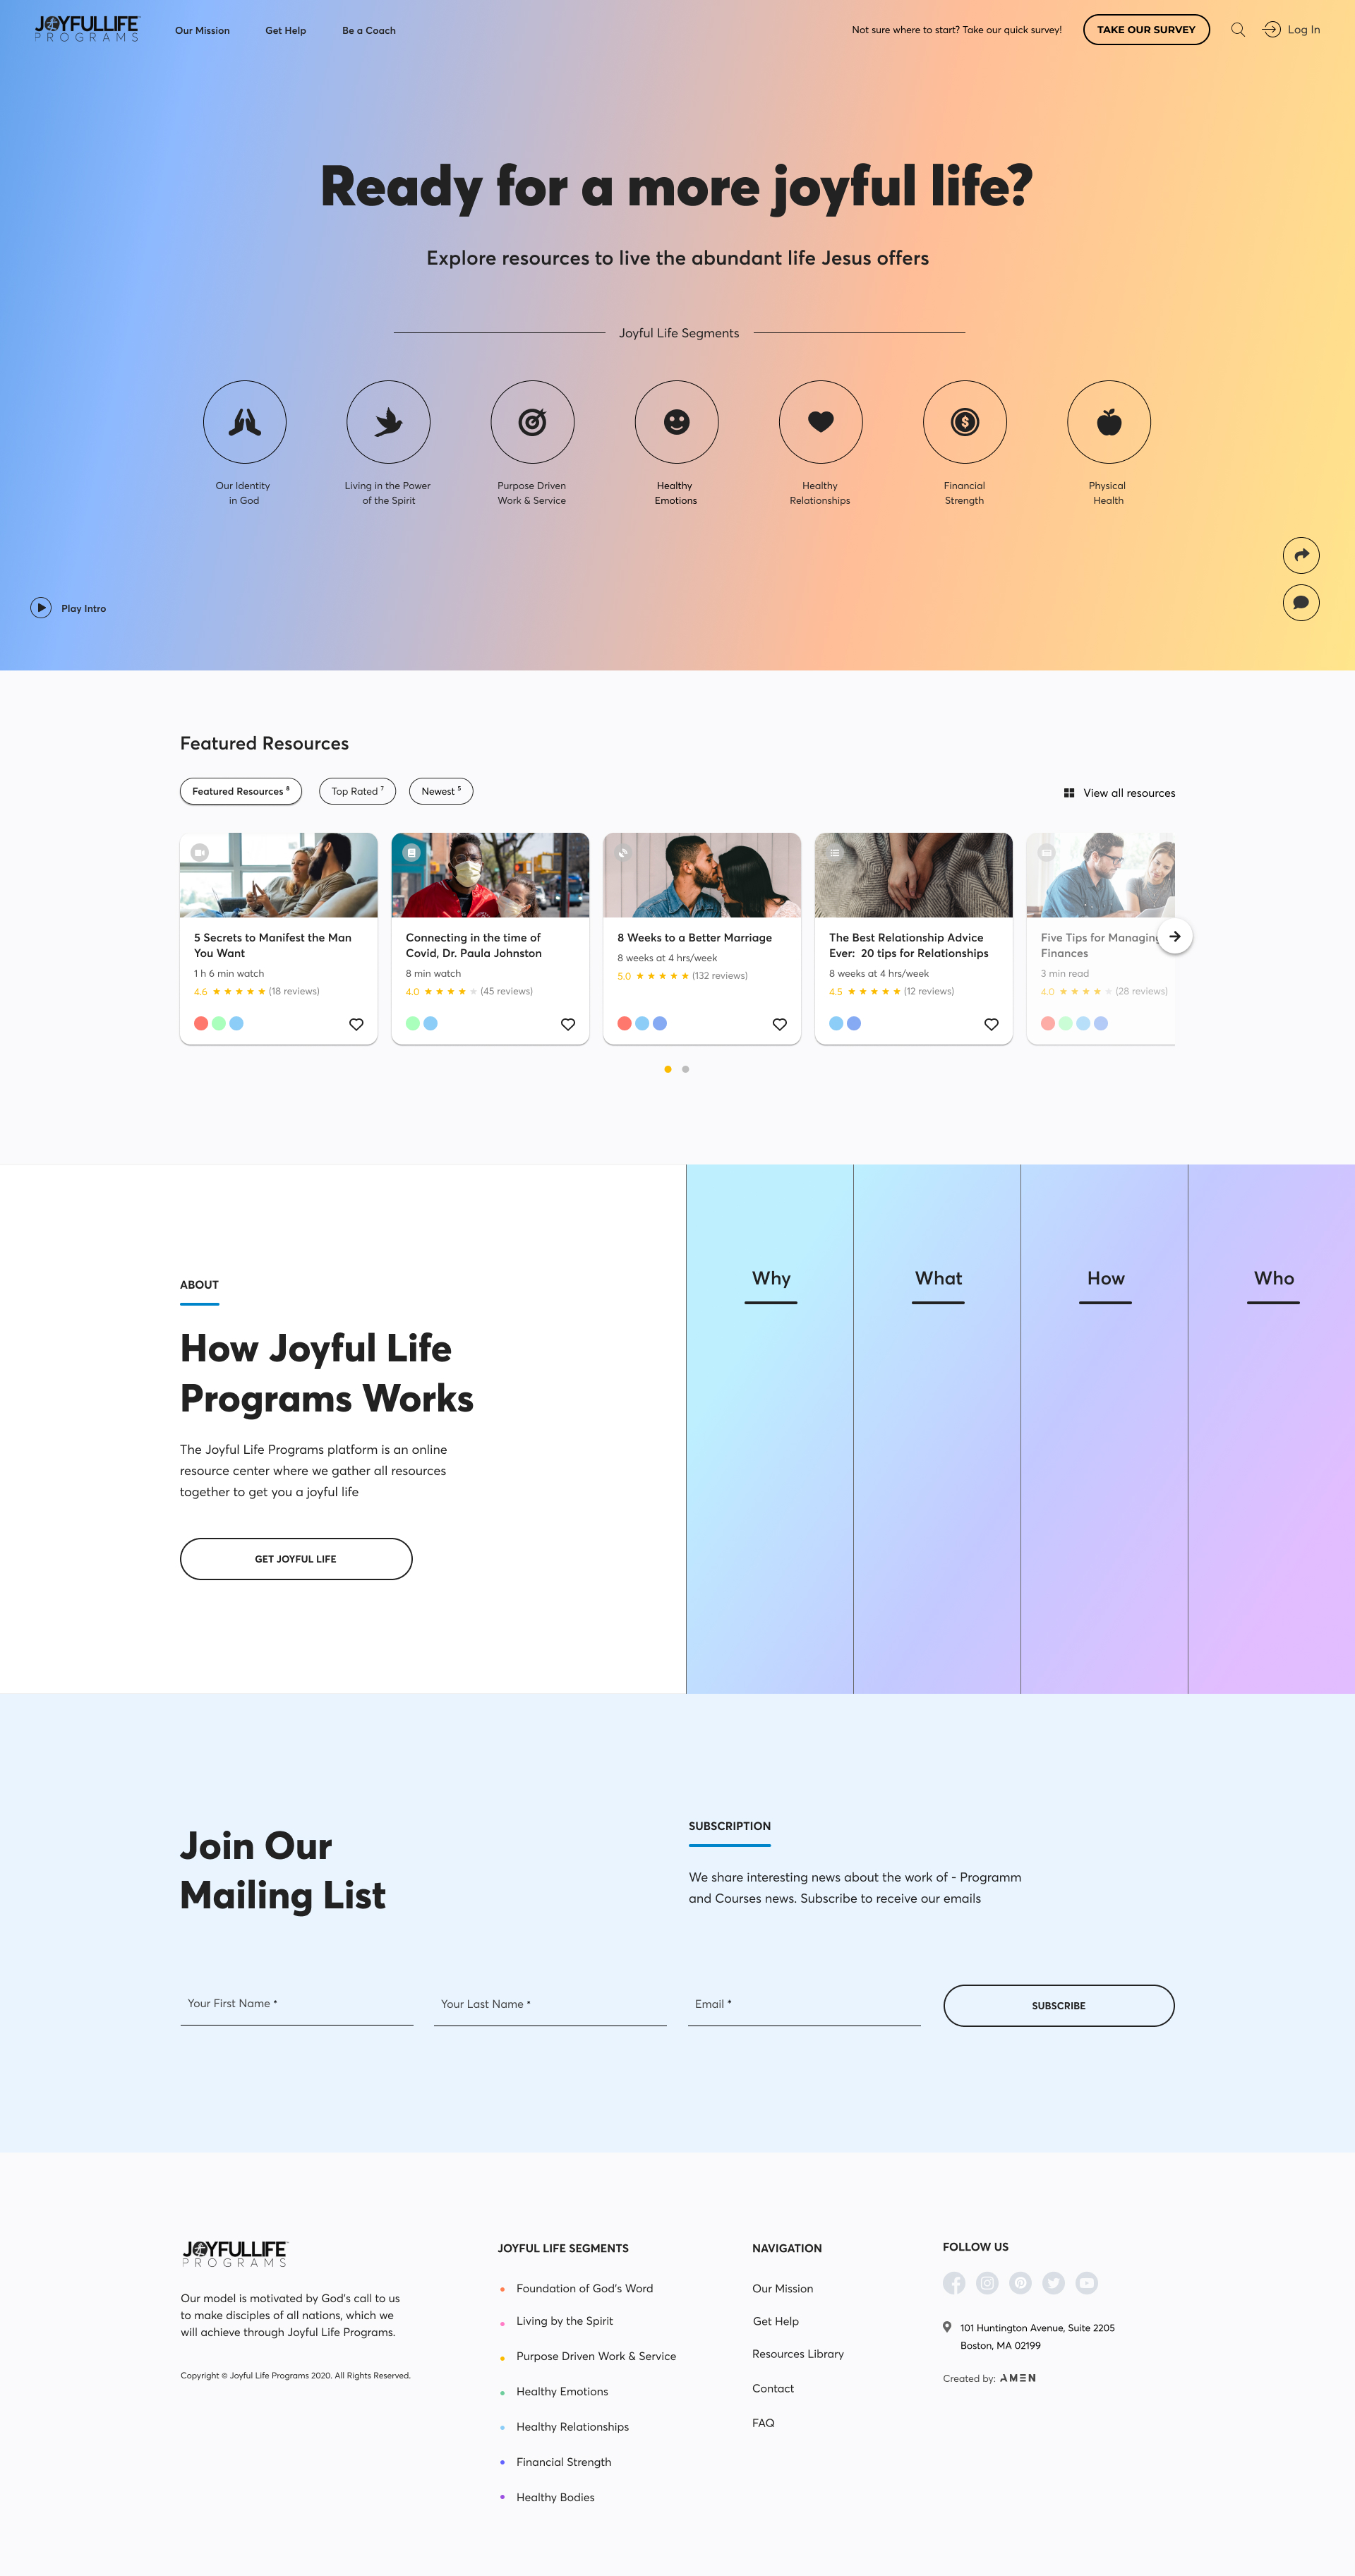 JOYFULLIFE
PROGRAMS
Our Mission
Get Help
Be a Coach
Not sure where to start? Take our quick survey!
TAKE OUR SURVEY
Log In
Ready for a more joyful life?
Explore resources to live the abundant life Jesus offers
Joyful Life Segments
Our Identity
in God
Living in the Power
of the Spirit
Purpose Driven
Work & Service
Healthy
Emotions
Healthy
Relationships
Financial
Strength
Physical
Health
Play Intro
Featured Resources
Featured Resources 8
Top Rated 7
Newest 5
View all resources
5 Secrets to Manifest the Man
You Want
1 h 6 min watch
4.6 ★ ★ ★ ★ ★ (18 reviews)
Connecting in the time of
Covid, Dr. Paula Johnston
8 min watch
4.0 ★ ★ ★ ★ ★ (45 reviews)
8 Weeks to a Better Marriage
8 weeks at 4 hrs/week
5.0 ★ ★ ★ ★ ★ (132 reviews)
The Best Relationship Advice
Ever: 20 tips for Relationships
8 weeks at 4 hrs/week
4.5 ★ ★ ★ ★ ★ (12 reviews)
Five Tips for Managing
Finances
3 min read
4.0 ★ ★ ★ ★ ★ (28 reviews)
ABOUT
How Joyful Life
Programs Works
The Joyful Life Programs platform is an online
resource center where we gather all resources
together to get you a joyful life
GET JOYFUL LIFE
Why
What
How
Who
Join Our
Mailing List
SUBSCRIPTION
We share interesting news about the work of - Programm
and Courses news. Subscribe to receive our emails
Your First Name *
Your Last Name *
Email *
SUBSCRIBE
JOYFULLIFE
PROGRAMS
Our model is motivated by God's call to us
to make disciples of all nations, which we
will achieve through Joyful Life Programs.
Copyright © Joyful Life Programs 2020. All Rights Reserved.
JOYFUL LIFE SEGMENTS
Foundation of God's Word
Living by the Spirit
Purpose Driven Work & Service
Healthy Emotions
Healthy Relationships
Financial Strength
Healthy Bodies
NAVIGATION
Our Mission
Get Help
Resources Library
Contact
FAQ
FOLLOW US
101 Huntington Avenue, Suite 2205
Boston, MA 02199
Created by: AMEN